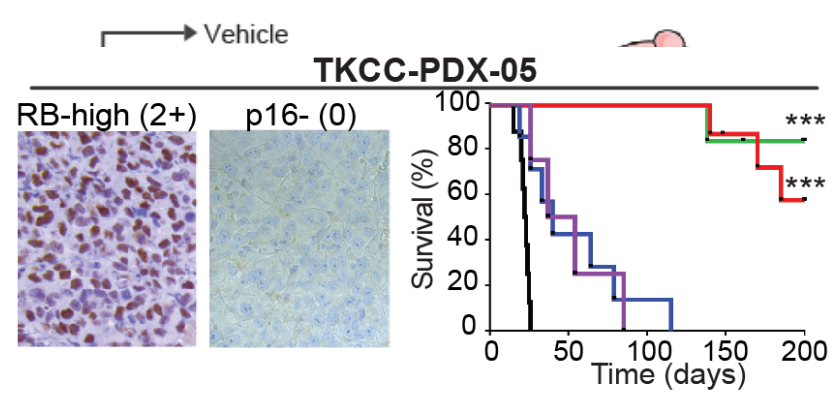 Vehicle
TKCC-PDX-05
RB-high (2+)
p16- (0)
Survival (%)
100
80
60
40
20
0
***
***
0 50 100 150 200
Time (days)